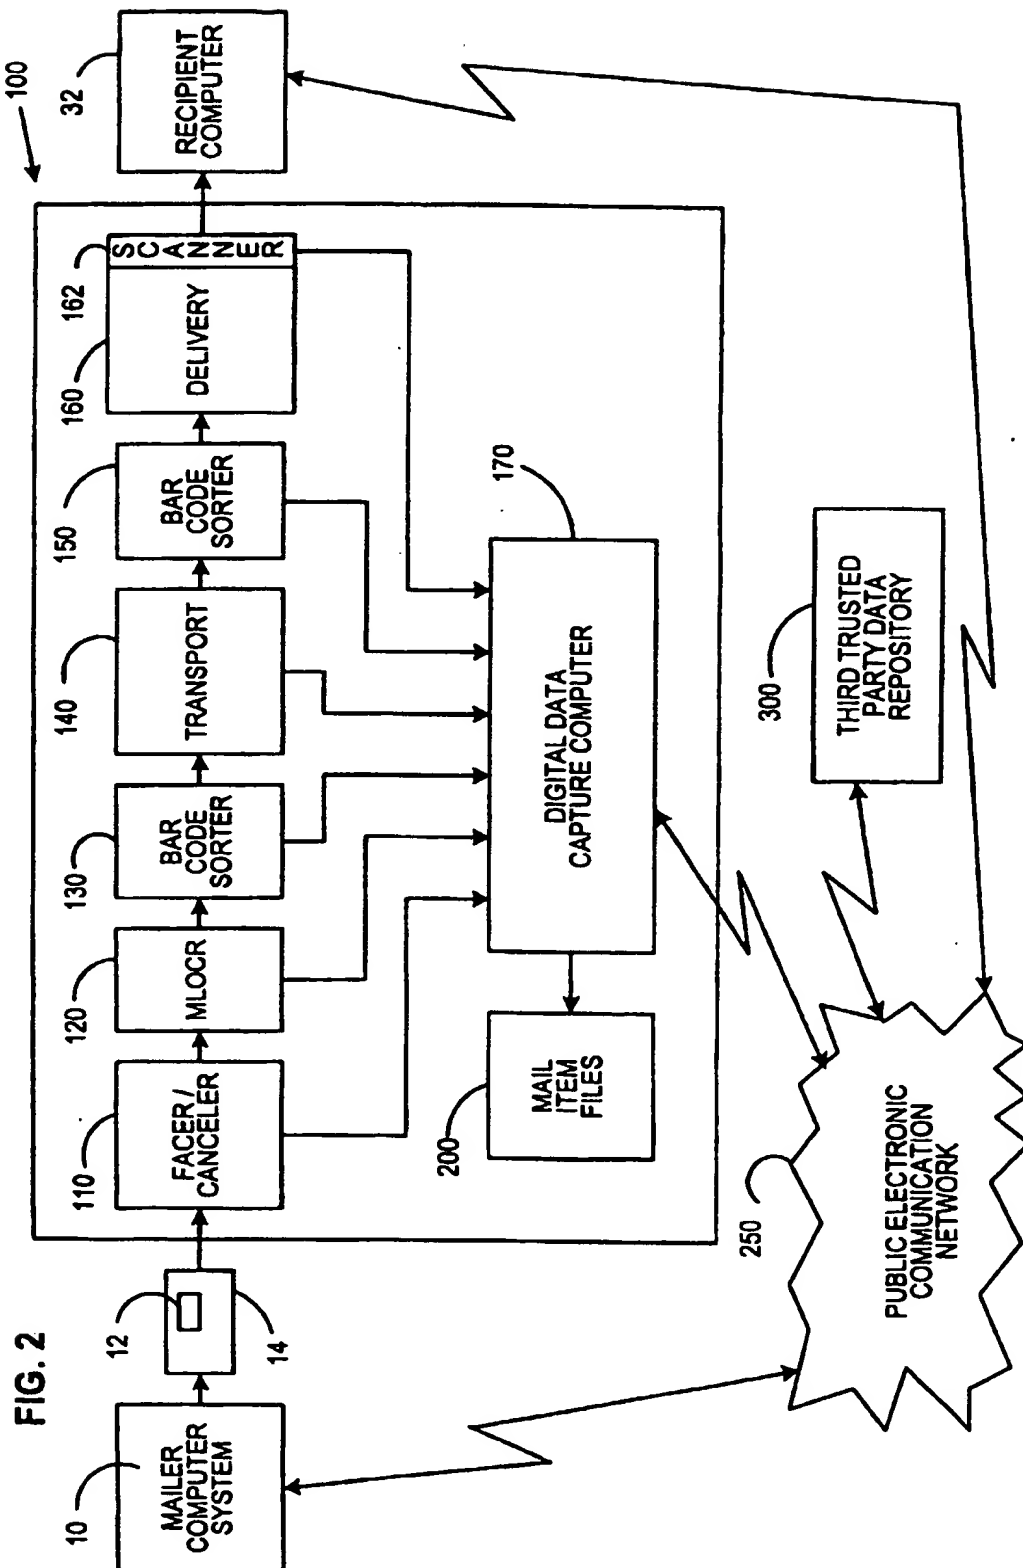 FIG. 2
100
10
MAILER
COMPUTER
SYSTEM
12
14
110
FACER/
CANCELER
120
MLOCR
130
BAR
CODE
SORTER
140
TRANSPORT
150
BAR
CODE
SORTER
160
DELIVERY
162
SCANNER
32
RECIPIENT
COMPUTER
200
MAIL
ITEM
FILES
170
DIGITAL DATA
CAPTURE COMPUTER
250
PUBLIC ELECTRONIC
COMMUNICATION
NETWORK
300
THIRD TRUSTED
PARTY DATA
REPOSITORY